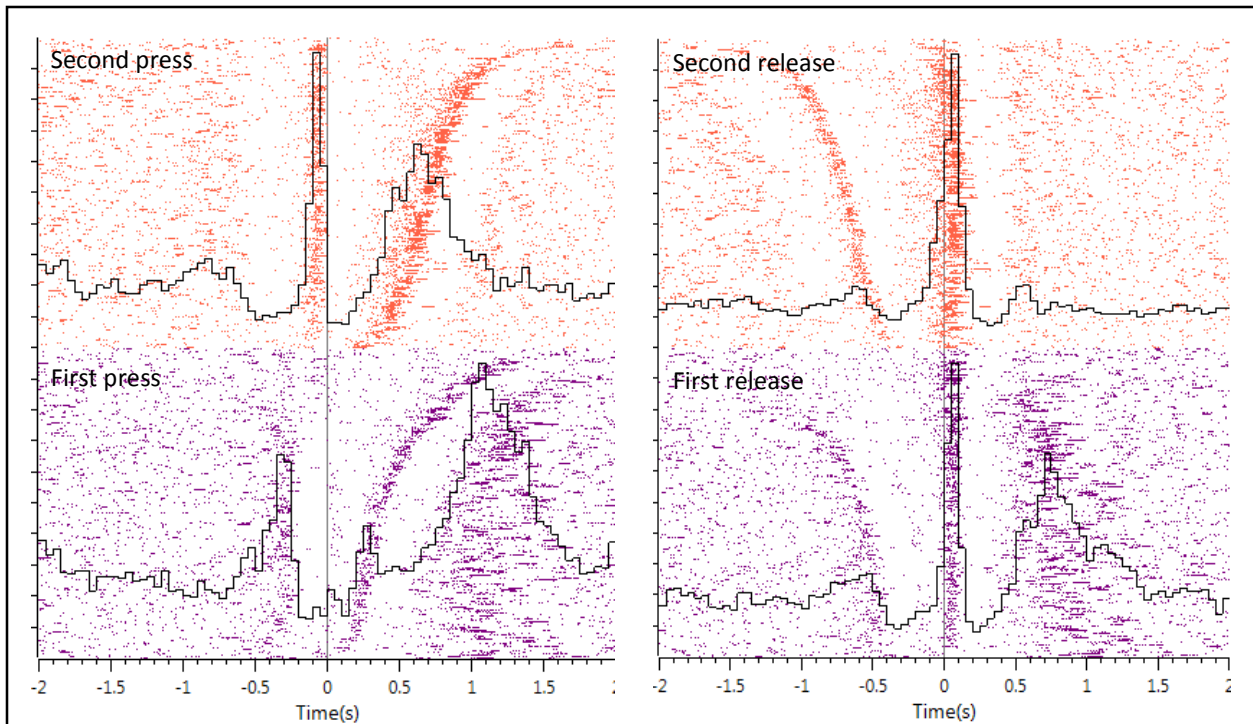 Second press
Second release
First press
First release
-2 -1.5 -1 -0.5 0 0.5 1 1.5
-2 -1.5 -1 -0.5 0 0.5 1 1.5 2
Time(s)
Time(s)